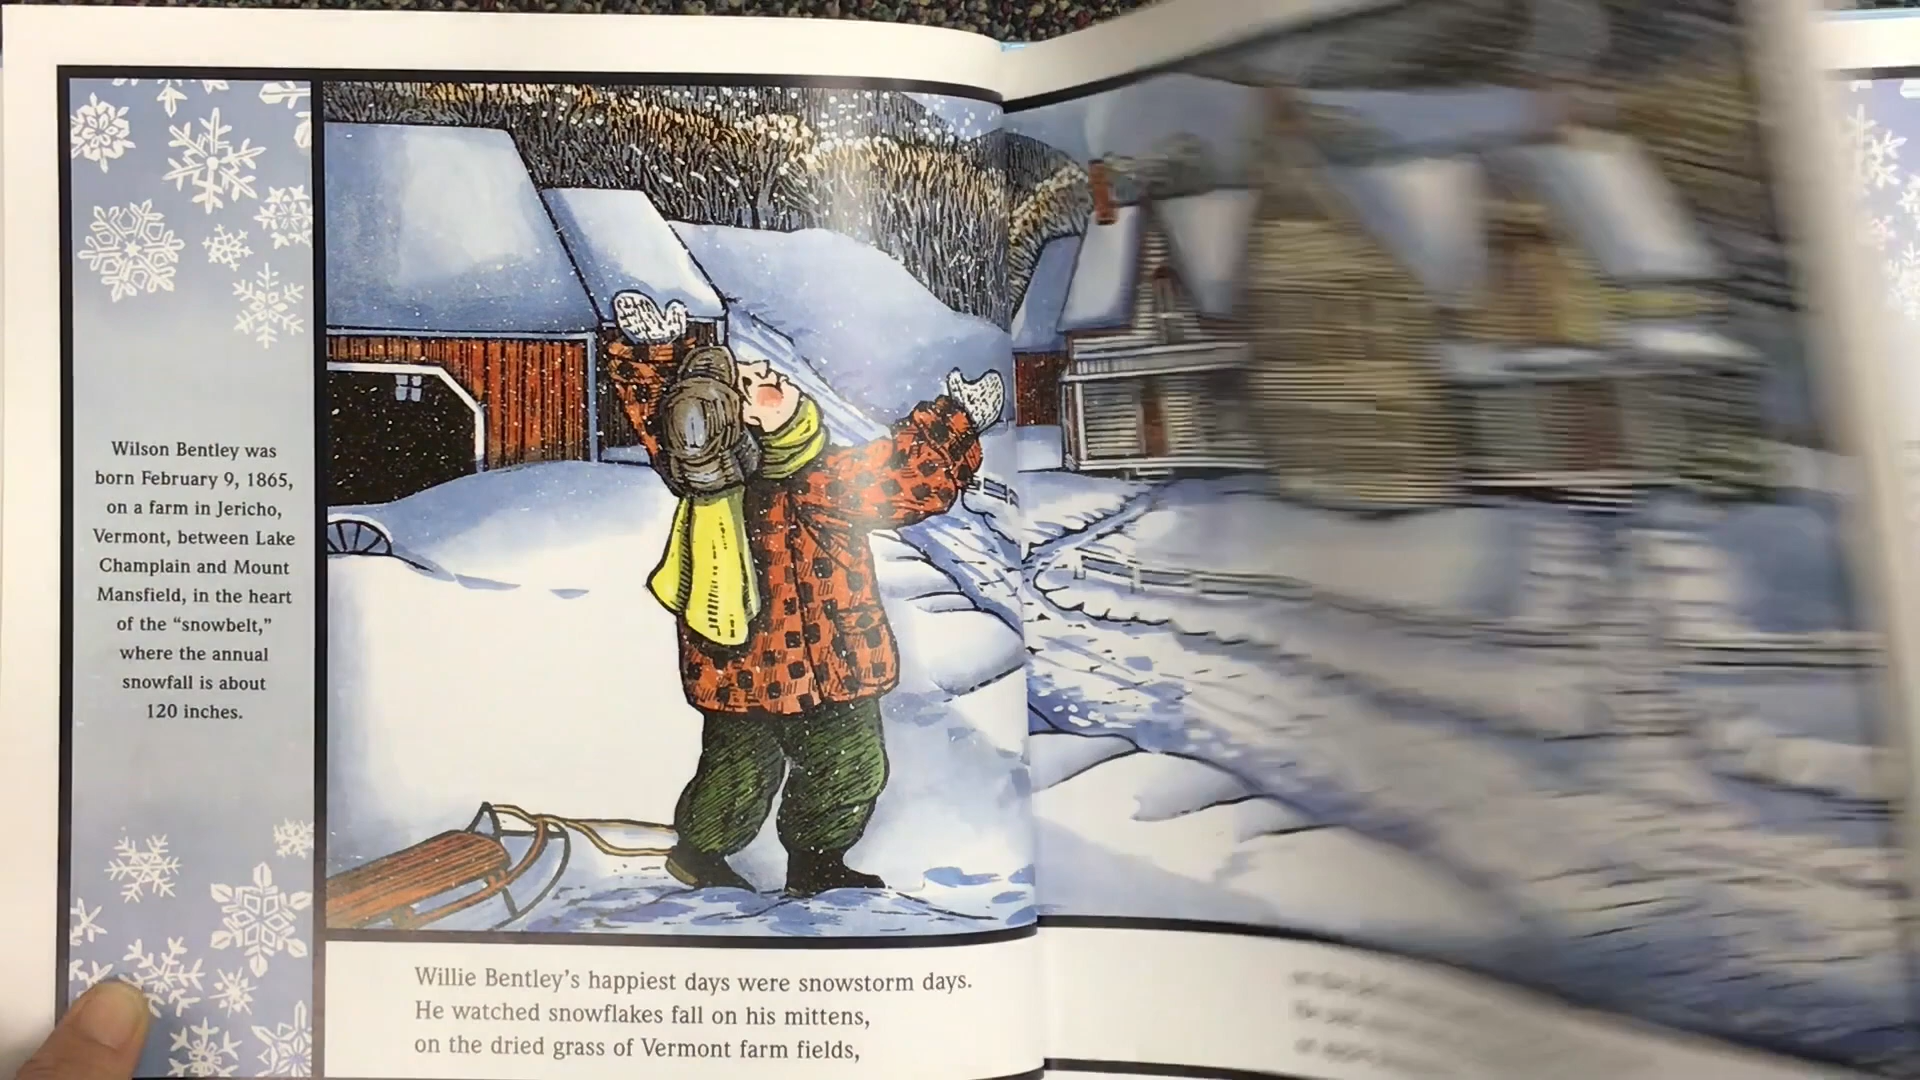 Wilson Bentley was
born February 9, 1865,
on a farm in Jericho,
Vermont, between Lake
Champlain and Mount
Mansfield, in the heart
of the “snowbelt,”
where the annual
snowfall is about
120 inches.
Willie Bentley’s happiest days were snowstorm days.
He watched snowflakes fall on his mittens,
on the dried grass of Vermont farm fields,